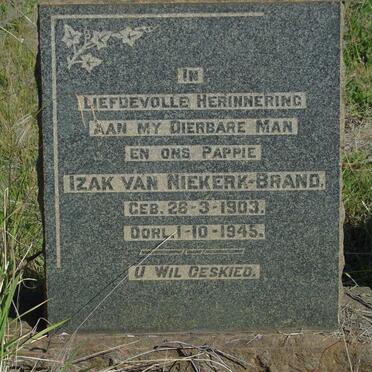 IN
LIEFDEVOLLE HERINNERING
AAN MY DIERBARE MAN
EN ONS PAPPIE
IZAK VAN NIEKERK-BRAND.
GEB. 26-3-1903.
OORL. 1-10-1945.
U WIL GESKIED.